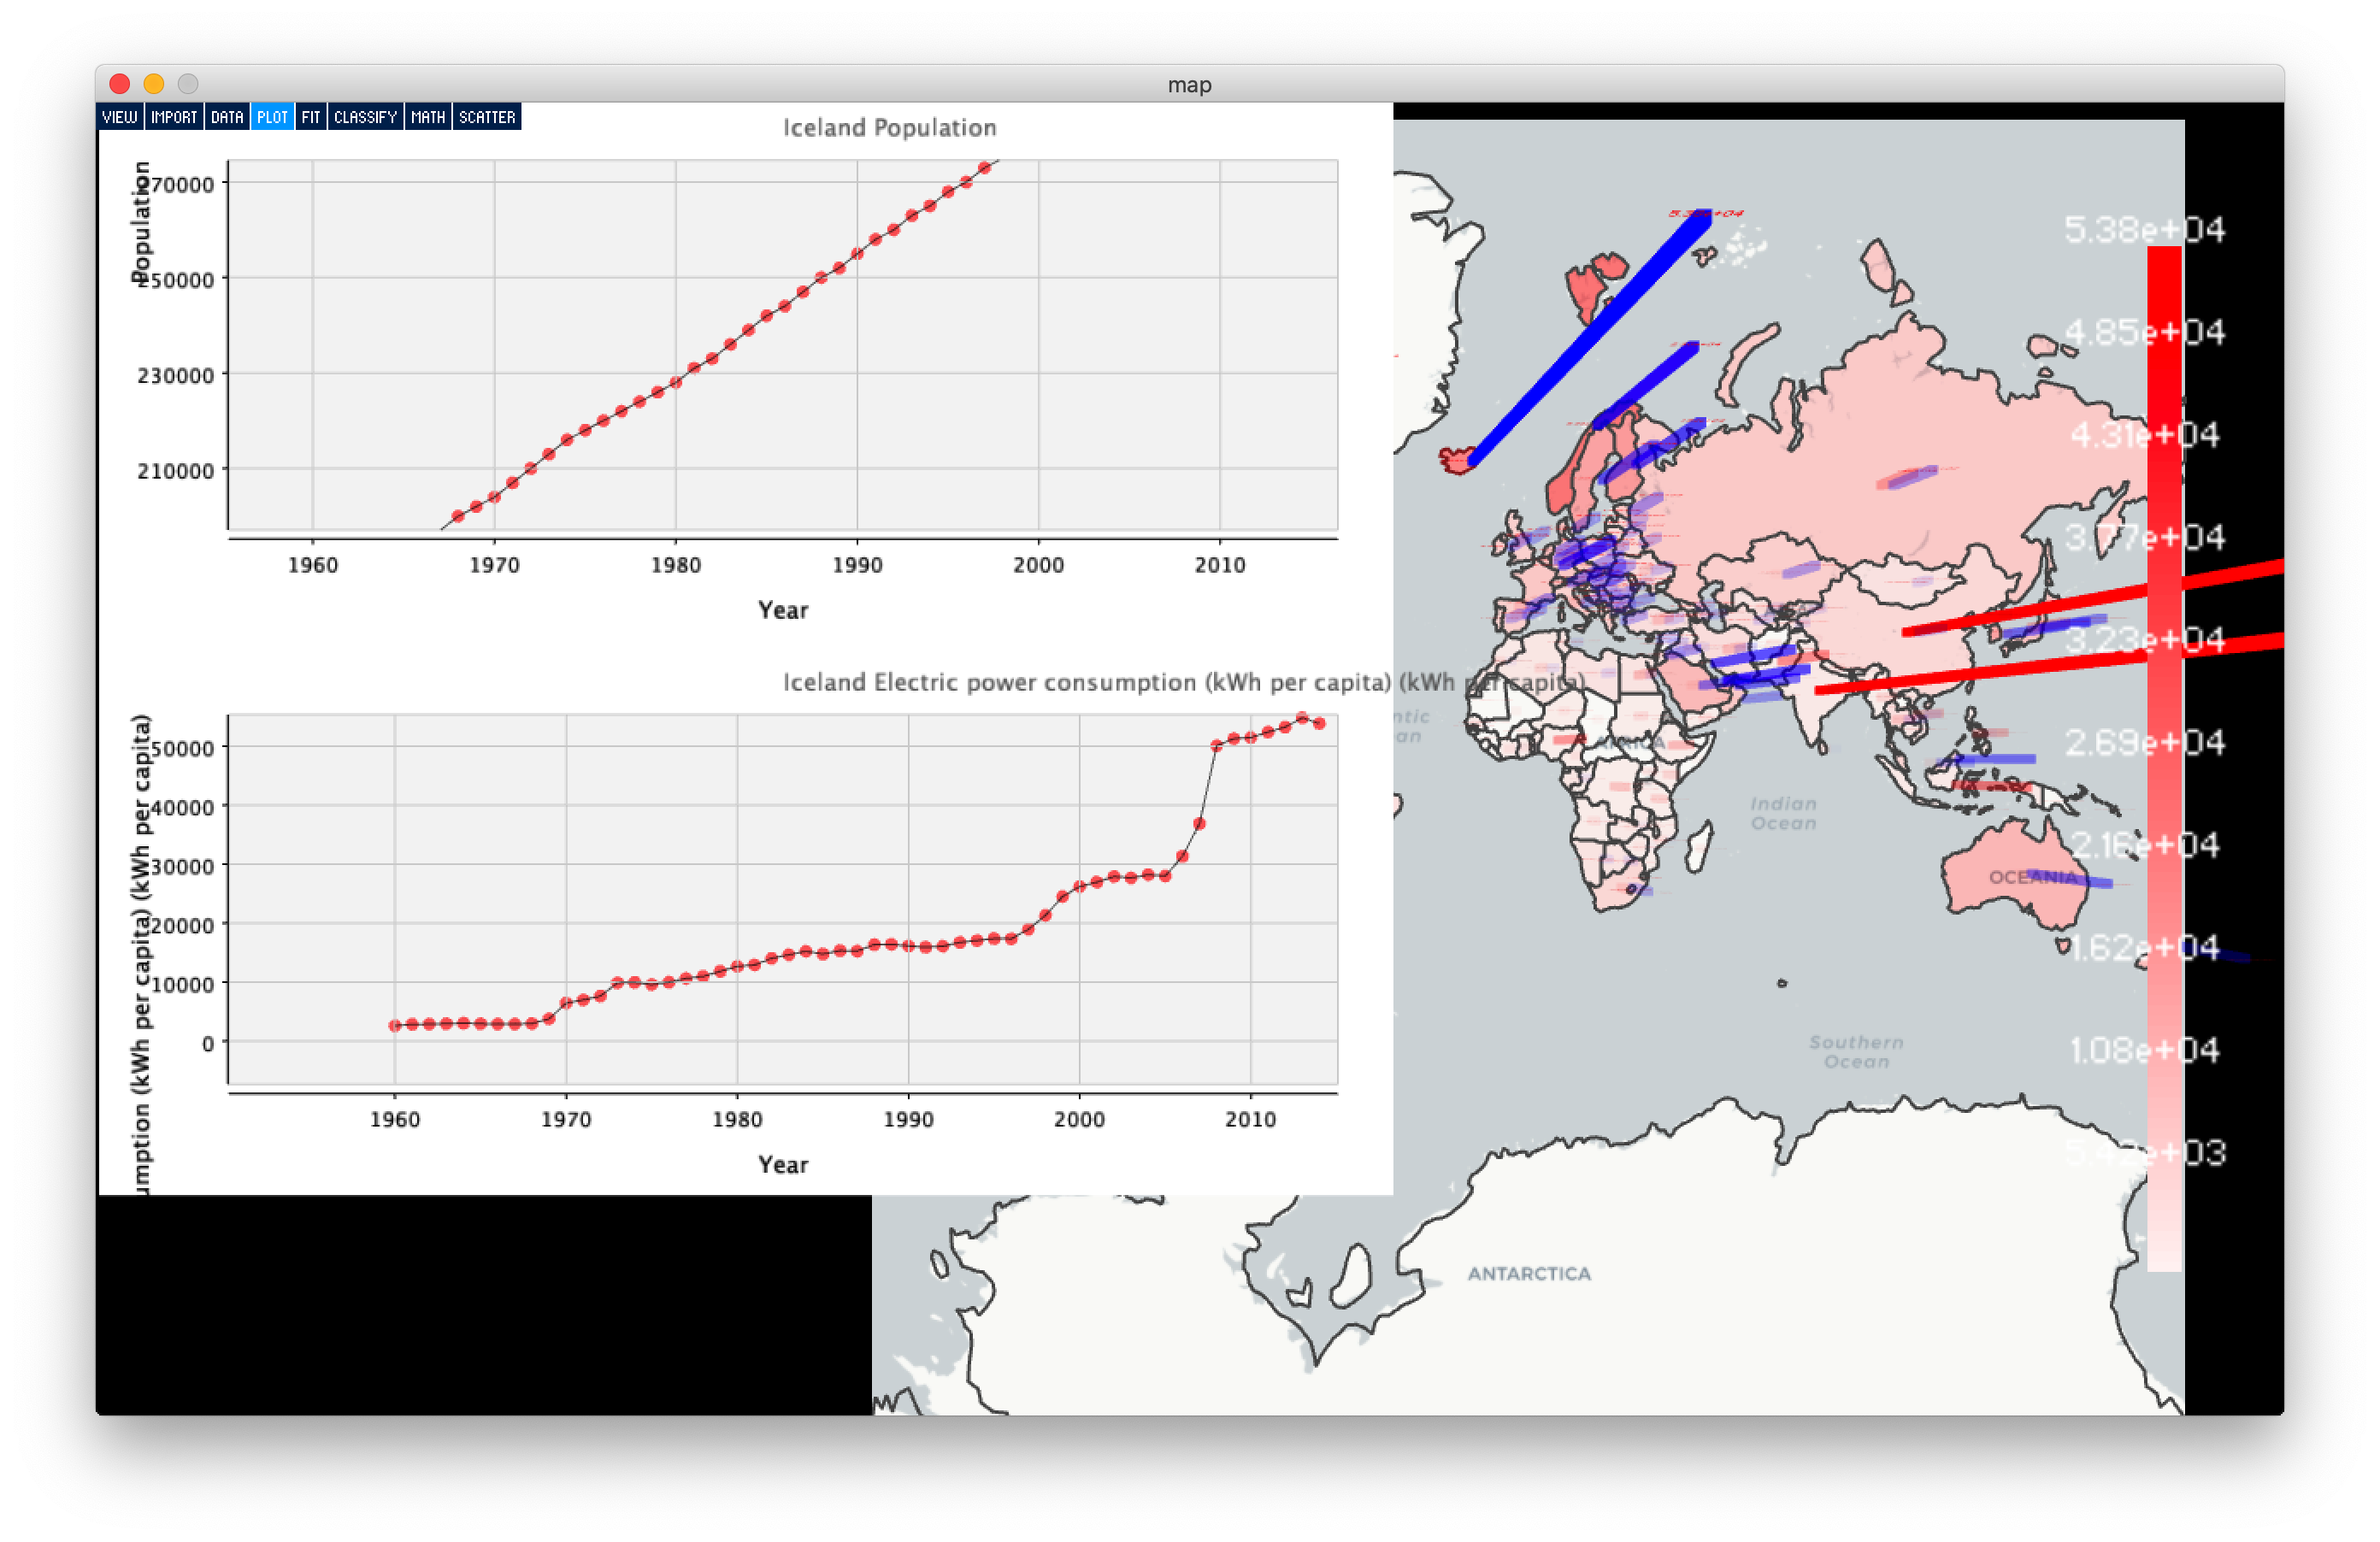 map
VIEW IMPORT DATA PLOT FIT CLASSIFY MATH SCATTER
Iceland Population
Population
270000
250000
230000
210000
1960 1970 1980 1990 2000 2010
Year
Iceland Electric power consumption (kWh per capita) (kWh per capita)
umption (kWh per capita) (kWh per capita)
50000
40000
30000
20000
10000
0
1960 1970 1980 1990 2000 2010
Year
5.38e+04
4.85e+04
4.31e+04
3.77e+04
3.23e+04
2.69e+04
2.16e+04
1.62e+04
1.08e+04
5.42e+03
ntic
an
AFRICA
Indian
Ocean
OCEANIA
Southern
Ocean
ANTARCTICA